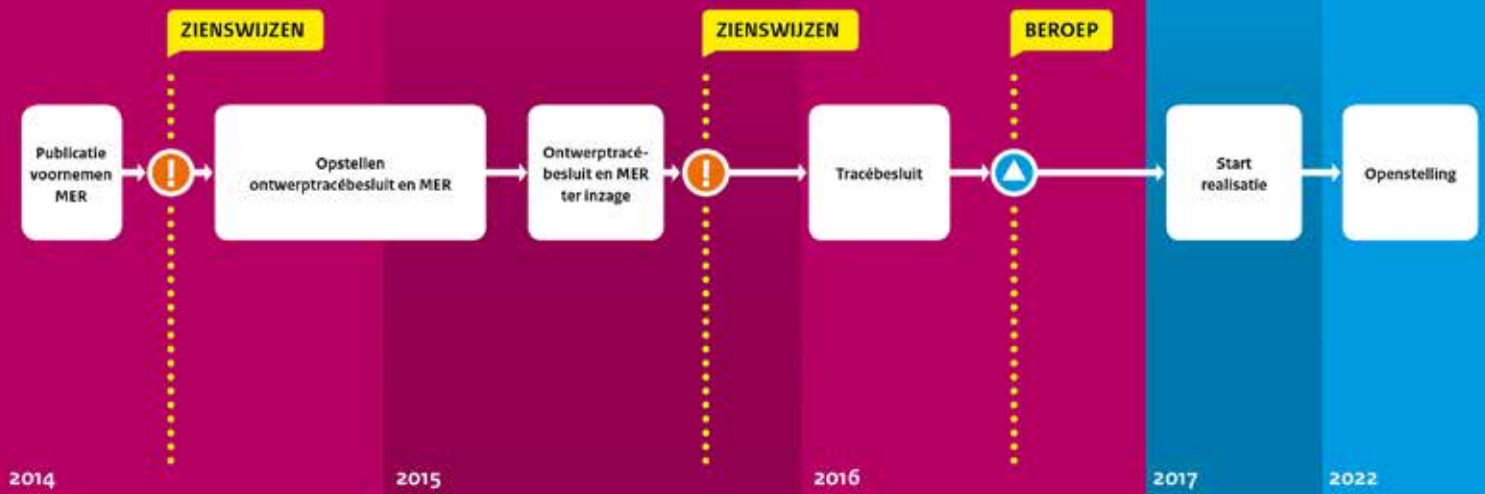 ZIENSWIJZEN
ZIENSWIJZEN
BEROEP
Publicatie
voornemen
MER
!
Opstellen
ontwerptracébesluit en MER
Ontwerptracé-
besluit en MER
ter inzage
!
Tracébesluit
Start
realisatie
Openstelling
2014
2015
2016
2017
2022